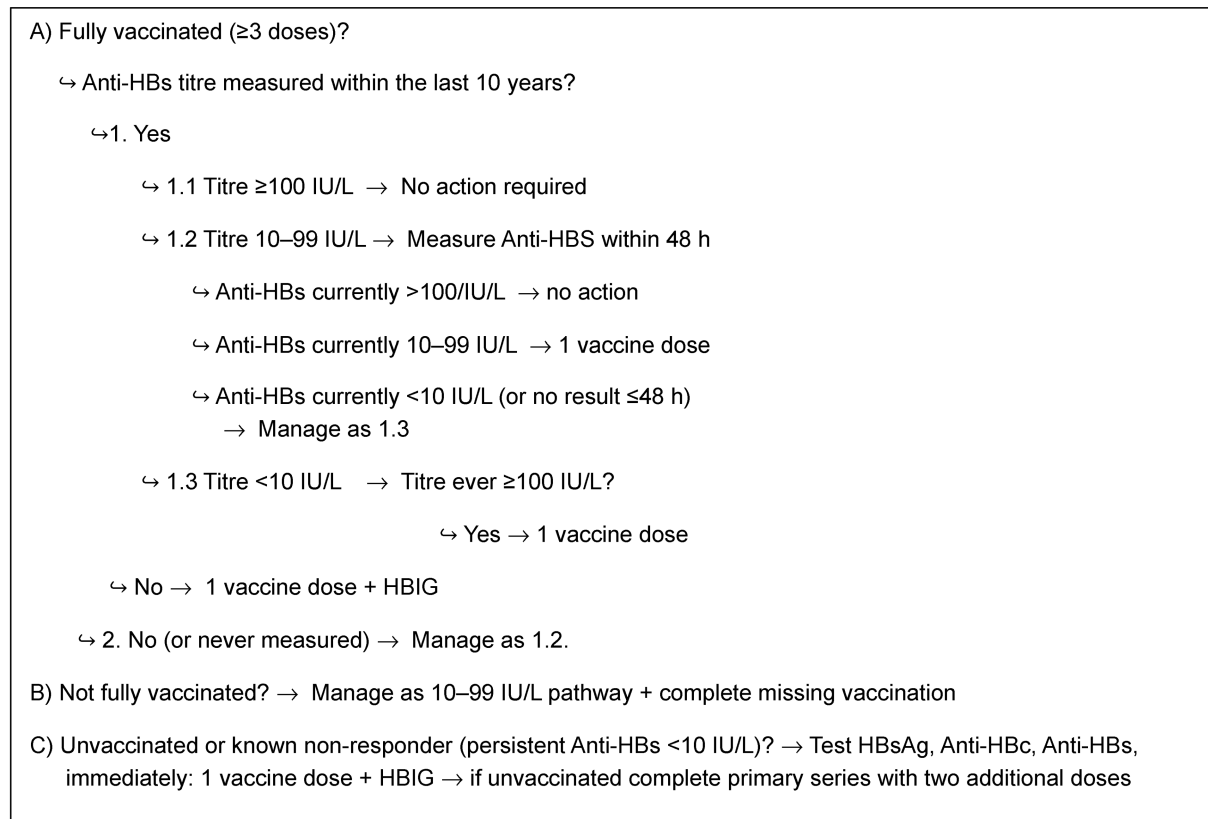 A) Fully vaccinated (≥3 doses)?
↪ Anti-HBs titre measured within the last 10 years?
↪1. Yes
↪ 1.1 Titre ≥100 IU/L → No action required
↪ 1.2 Titre 10–99 IU/L → Measure Anti-HBS within 48 h
↪ Anti-HBs currently >100/IU/L → no action
↪ Anti-HBs currently 10–99 IU/L → 1 vaccine dose
↪ Anti-HBs currently <10 IU/L (or no result ≤48 h)
→ Manage as 1.3
↪ 1.3 Titre <10 IU/L → Titre ever ≥100 IU/L?
↪ Yes → 1 vaccine dose
↪ No → 1 vaccine dose + HBIG
↪ 2. No (or never measured) → Manage as 1.2.
B) Not fully vaccinated? → Manage as 10–99 IU/L pathway + complete missing vaccination
C) Unvaccinated or known non-responder (persistent Anti-HBs <10 IU/L)? → Test HBsAg, Anti-HBc, Anti-HBs,
immediately: 1 vaccine dose + HBIG → if unvaccinated complete primary series with two additional doses